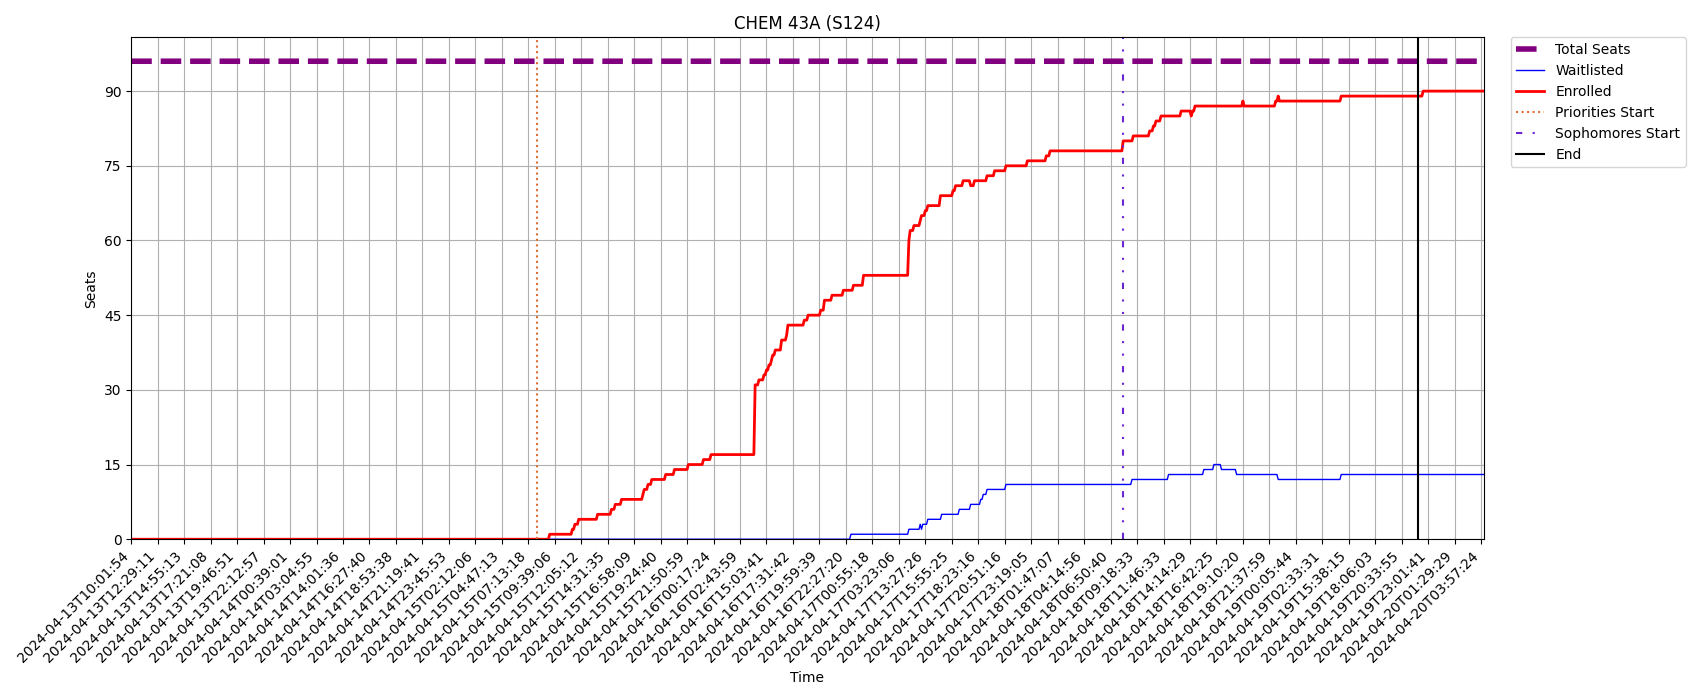 CHEM 43A (S124)
Total Seats
Waitlisted
Enrolled
Priorities Start
Sophomores Start
End
Seats
90
75
60
45
30
15
0
2024-04-13T10:01:54
2024-04-13T12:29:11
2024-04-13T14:55:13
2024-04-13T17:21:08
2024-04-13T19:46:51
2024-04-13T22:12:57
2024-04-14T00:39:01
2024-04-14T03:04:55
2024-04-14T14:01:36
2024-04-14T16:27:40
2024-04-14T18:53:38
2024-04-14T21:19:41
2024-04-14T23:45:53
2024-04-15T02:12:06
2024-04-15T04:47:13
2024-04-15T07:13:18
2024-04-15T09:39:06
2024-04-15T12:05:12
2024-04-15T14:31:35
2024-04-15T16:58:09
2024-04-15T19:24:40
2024-04-15T21:50:59
2024-04-16T00:17:24
2024-04-16T02:43:59
2024-04-16T15:03:41
2024-04-16T17:31:42
2024-04-16T19:59:39
2024-04-16T22:27:20
2024-04-17T00:55:18
2024-04-17T03:23:06
2024-04-17T13:27:26
2024-04-17T15:55:25
2024-04-17T18:23:16
2024-04-17T20:51:16
2024-04-17T23:19:05
2024-04-18T01:47:07
2024-04-18T04:14:56
2024-04-18T06:50:40
2024-04-18T09:18:33
2024-04-18T11:46:33
2024-04-18T14:14:29
2024-04-18T16:42:25
2024-04-18T19:10:20
2024-04-18T21:37:59
2024-04-19T00:05:44
2024-04-19T02:33:31
2024-04-19T15:38:15
2024-04-19T18:06:03
2024-04-19T20:33:55
2024-04-19T23:01:41
2024-04-20T01:29:29
2024-04-20T03:57:24
Time